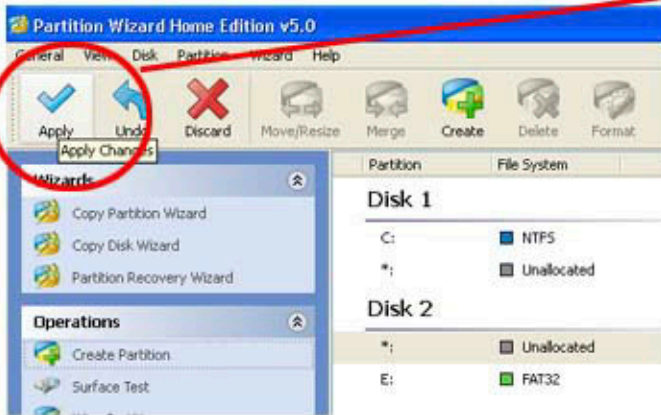 Partition Wizard Home Edition v5.0
General View Disk Partition Wizard Help
Apply Undo Discard Move/Resize Merge Create Delete Format
Apply Changes
Partition File System
Wizards
Disk 1
Copy Partition Wizard
C: NTFS
Copy Disk Wizard
*: Unallocated
Partition Recovery Wizard
Disk 2
Operations
*: Unallocated
Create Partition
E: FAT32
Surface Test